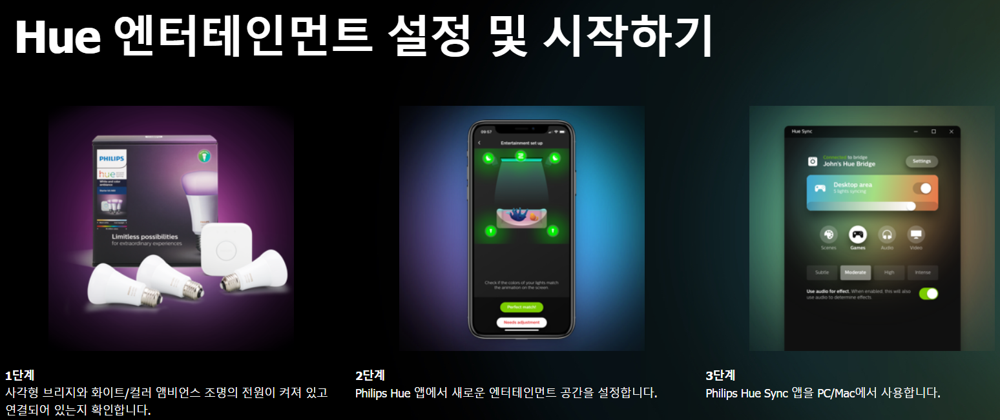 Hue 엔터테인먼트 설정 및 시작하기
PHILIPS
hue
White and color
ambiance
Limitless possibilities
for extraordinary experiences
09:57
Entertainment set up
Check if the colors of your lights match
the animation on the screen.
Perfect match!
Needs adjustment
Hue Sync
Connected to bridge
John's Hue Bridge
Settings
Desktop area
5 lights syncing
Scenes
Games
Audio
Video
Subtle
Moderate
High
Intense
Use audio for effect. When enabled, this will also
use audio to determine effects
1단계
사각형 브리지와 화이트/컬러 앰비언스 조명의 전원이 켜져 있고
연결되어 있는지 확인합니다.
2단계
Philips Hue 앱에서 새로운 엔터테인먼트 공간을 설정합니다.
3단계
Philips Hue Sync 앱을 PC/Mac에서 사용합니다.